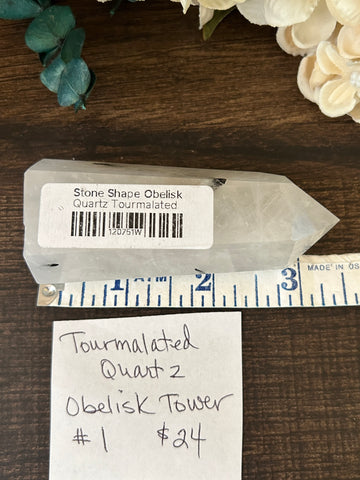 Stone Shape Obelisk
Quartz Tourmalated
120751W
MADE IN
1 2 3
Tourmalated
Quartz
Obelisk Tower
#1 $24